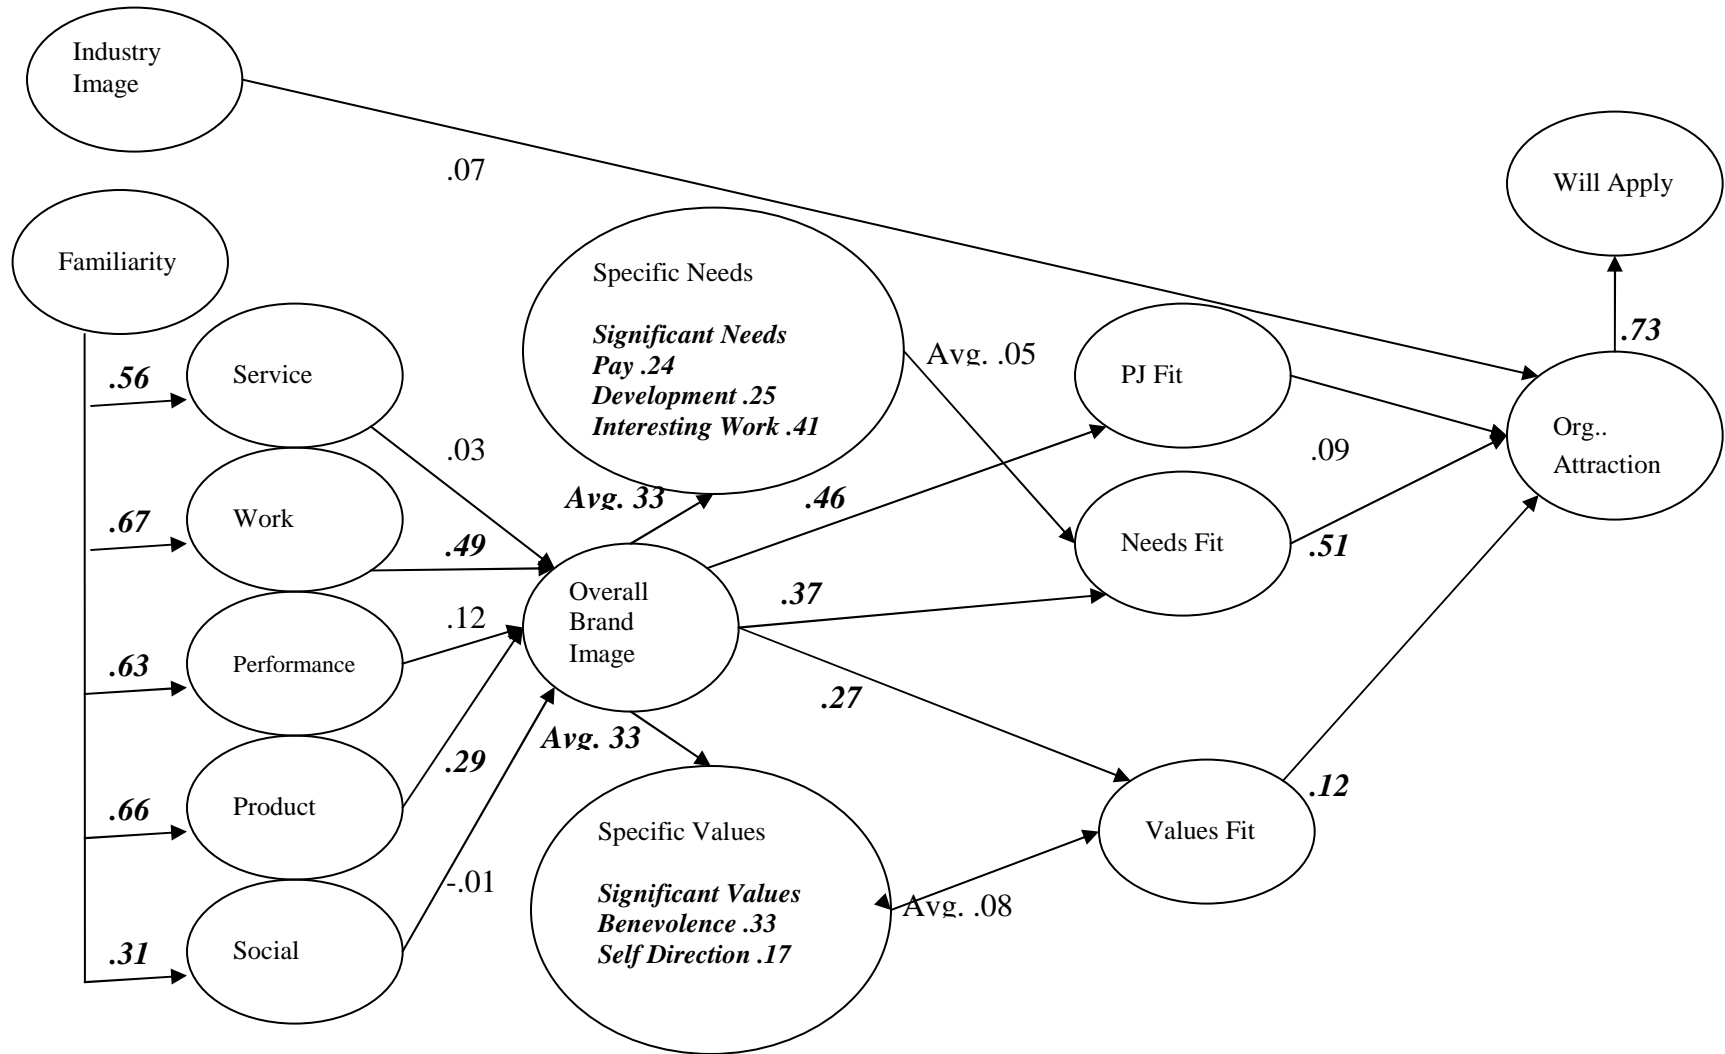 Industry
Image
.07
Will Apply
Familiarity
Specific Needs
Significant Needs
Pay .24
Development .25
Interesting Work .41
Avg. .05
.73
.56
Service
PJ Fit
Org..
Attraction
.03
.09
Avg. 33
.46
.67
Work
.49
Needs Fit
.51
Overall
Brand
Image
.37
.12
.63
Performance
.27
Avg. 33
.29
.66
Product
.12
Specific Values
Values Fit
Significant Values
Benevolence .33
Self Direction .17
-.01
Avg. .08
.31
Social